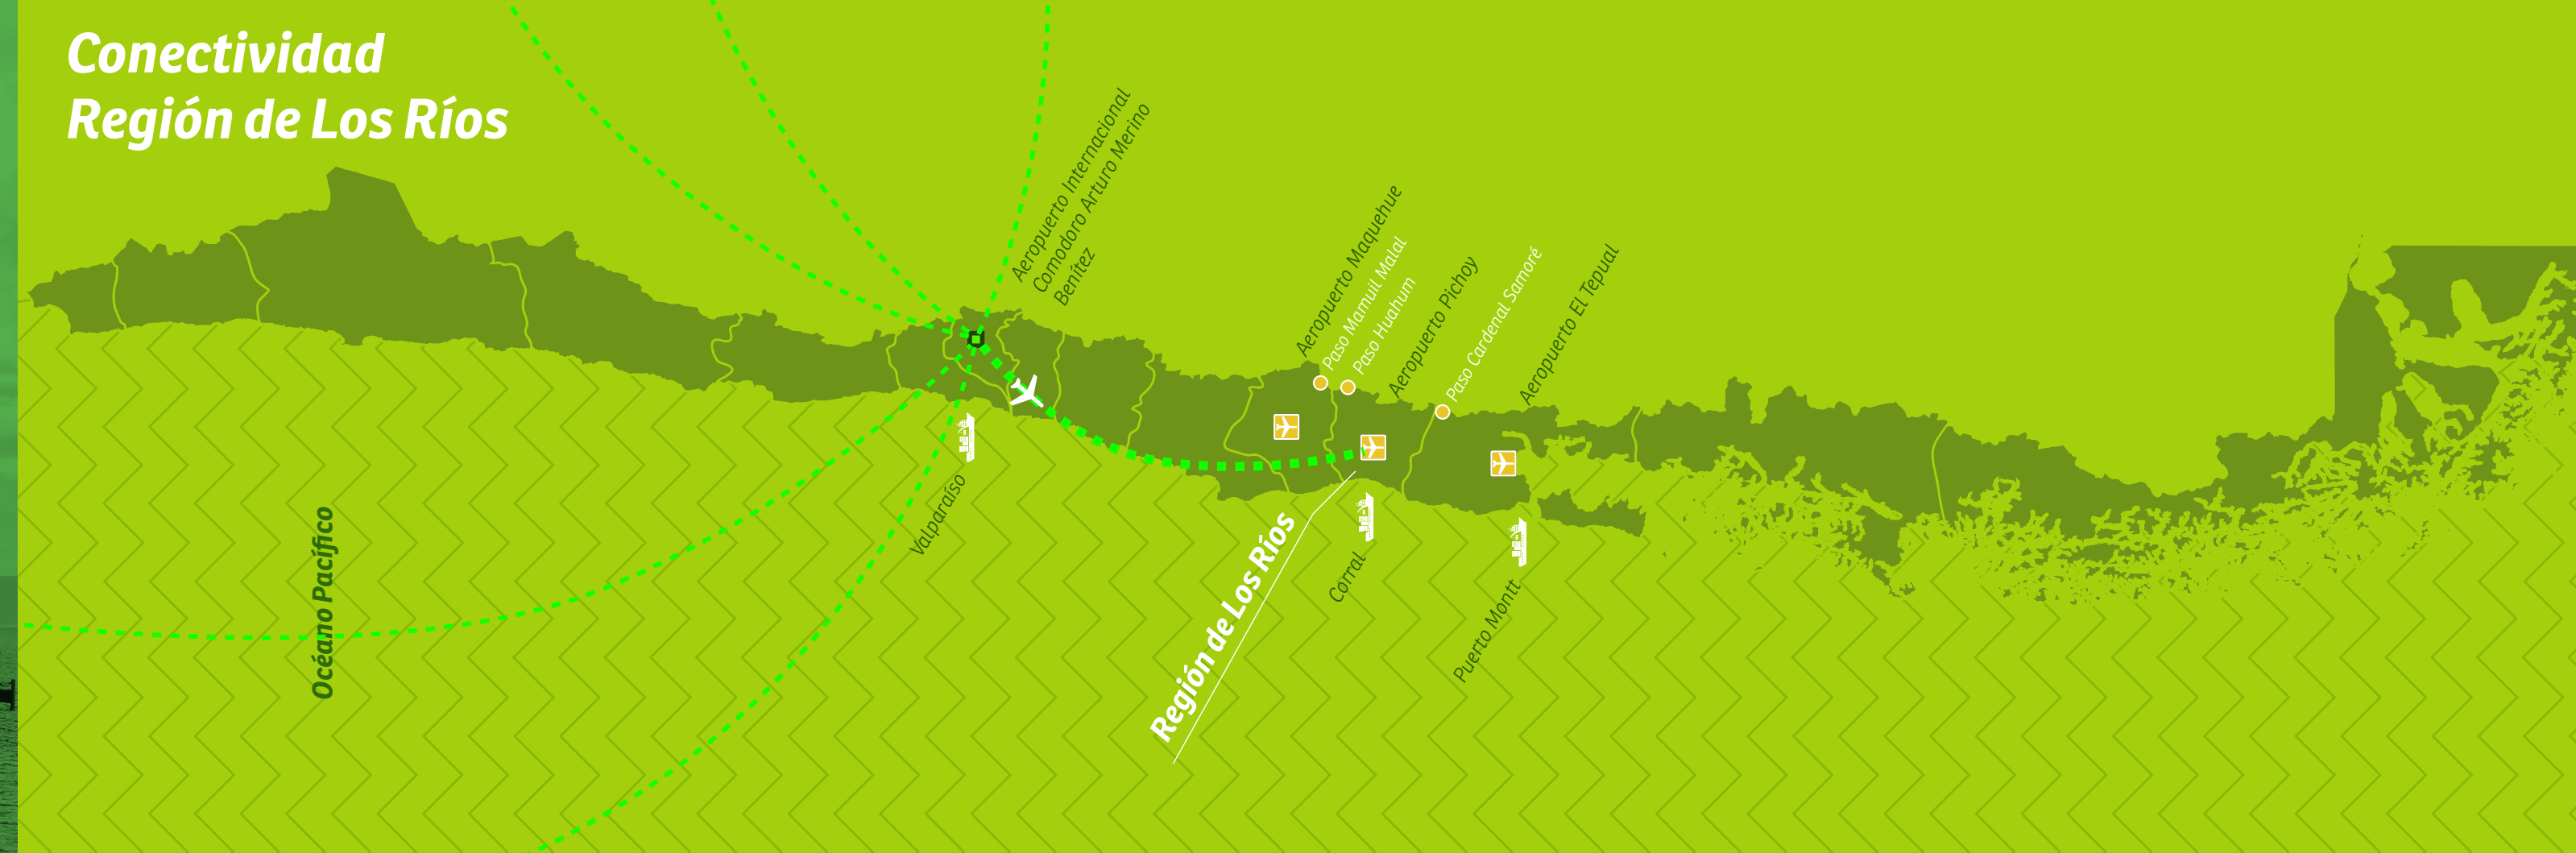 Conectividad
Región de Los Ríos
Aeropuerto Internacional
Comodoro Arturo Merino
Benítez
Aeropuerto Maquehue
Paso Mamuil Malal
Paso Huahum
Aeropuerto Pichoy
Paso Cardenal Samoré
Aeropuerto El Tepual
Valparaíso
Océano Pacífico
Región de Los Ríos
Corral
Puerto Montt